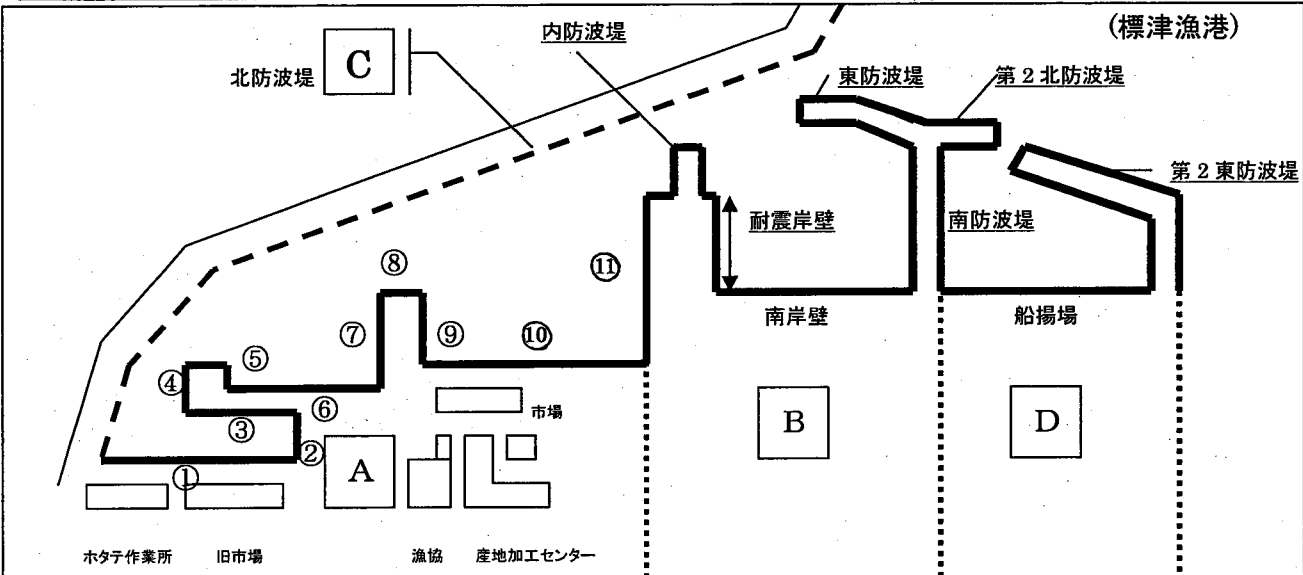 (標津漁港)
内防波堤
北防波堤
C
東防波堤
第2北防波堤
第2東防波堤
耐震岸壁
南防波堤
⑧
⑪
南岸壁
船揚場
⑦
⑨
⑩
⑤
④
⑥
市場
③
②
①
A
B
D
ホタテ作業所
旧市場
漁協
産地加工センター